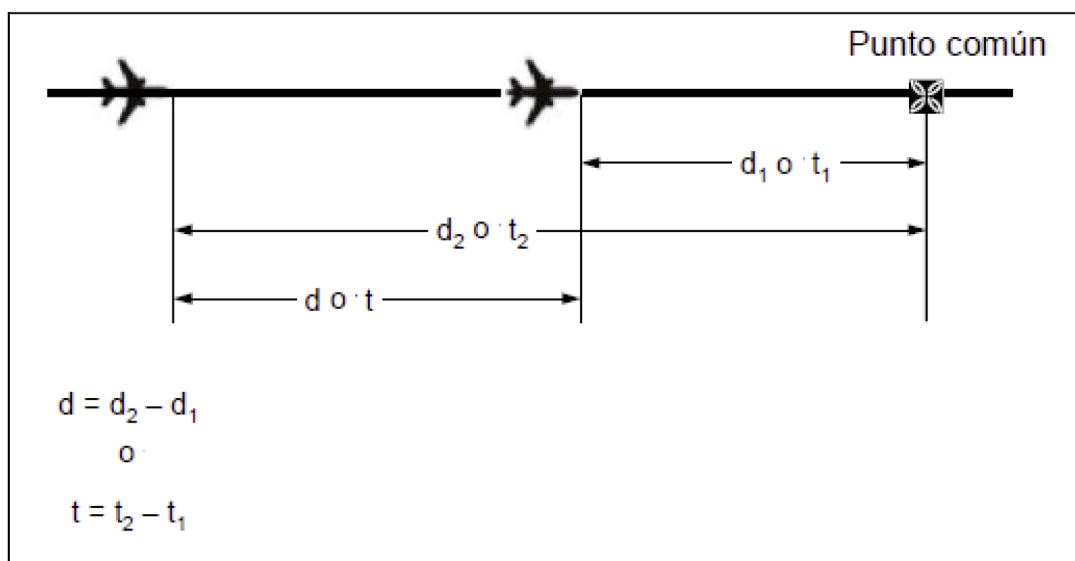 Punto común
d₁ o t₁
d₂ o t₂
d o t
d = d₂ – d₁
o
t = t₂ – t₁